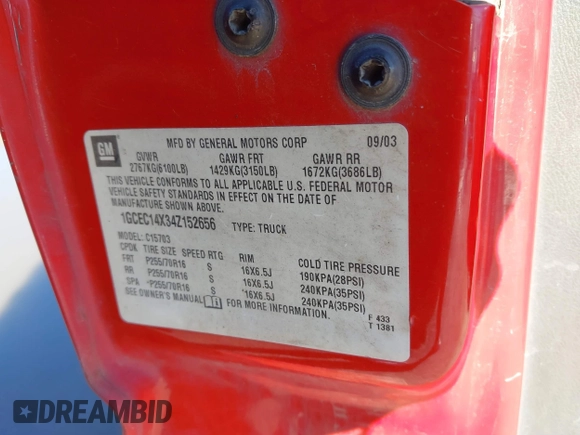 GM
MFD BY GENERAL MOTORS CORP 09/03
GVWR GAWR FRT GAWR RR
2767KG(6100LB) 1429KG(3150LB) 1672KG(3686LB)
THIS VEHICLE CONFORMS TO ALL APPLICABLE U.S. FEDERAL MOTOR
VEHICLE SAFETY STANDARDS IN EFFECT ON THE DATE OF
MANUFACTURE SHOWN ABOVE.
1GCEC14X34Z152656 TYPE: TRUCK
MODEL: C15703
CPDK TIRE SIZE SPEED RTG RIM COLD TIRE PRESSURE
FRT P255/70R16 S 16X6.5J 190KPA(28PSI)
RR P255/70R16 S 16X6.5J 240KPA(35PSI)
SPA *P255/70R16 S *16X6.5J 240KPA(35PSI)
SEE OWNER'S MANUAL FOR MORE INFORMATION.
F 433
T 1381
DREAMBID